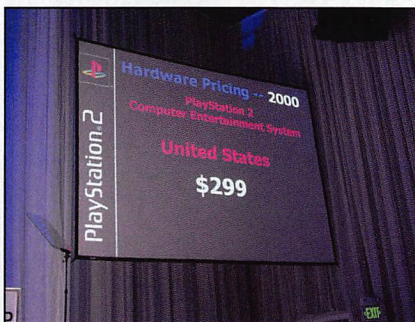 Hardware Pricing -- 2000
PlayStation 2
Computer Entertainment System
United States
$299
PlayStation 2
EXIT